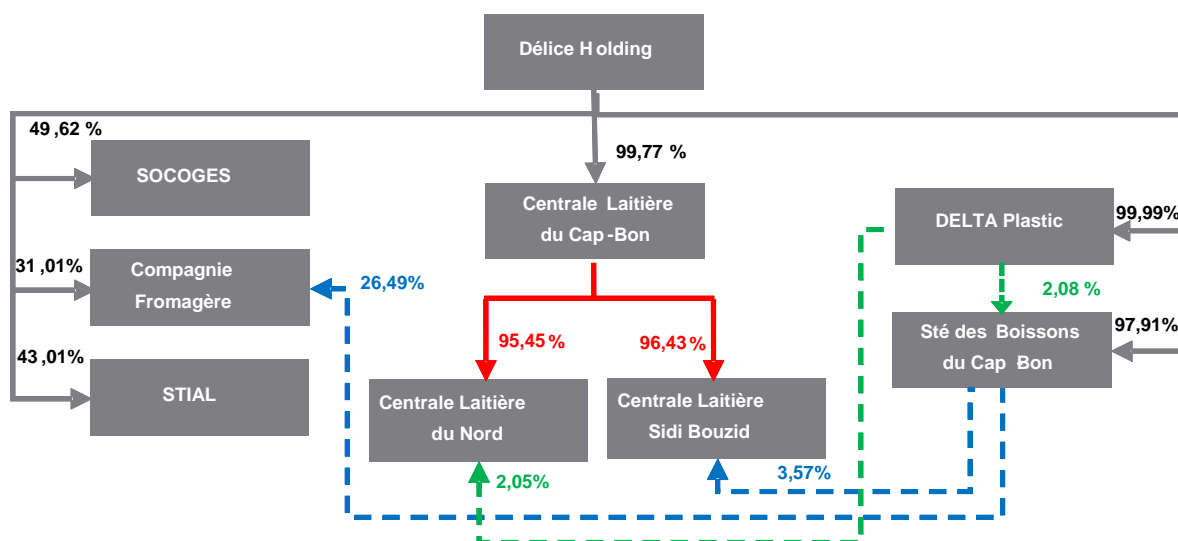 Délice Holding
49,62 %
SOCOGES
99,77 %
Centrale Laitière
du Cap-Bon
DELTA Plastic
99,99%
31,01%
Compagnie
Fromagère
26,49%
2,08 %
Sté des Boissons
du Cap Bon
97,91%
43,01%
STIAL
95,45 %
96,43 %
Centrale Laitière
du Nord
Centrale Laitière
Sidi Bouzid
2,05%
3,57%